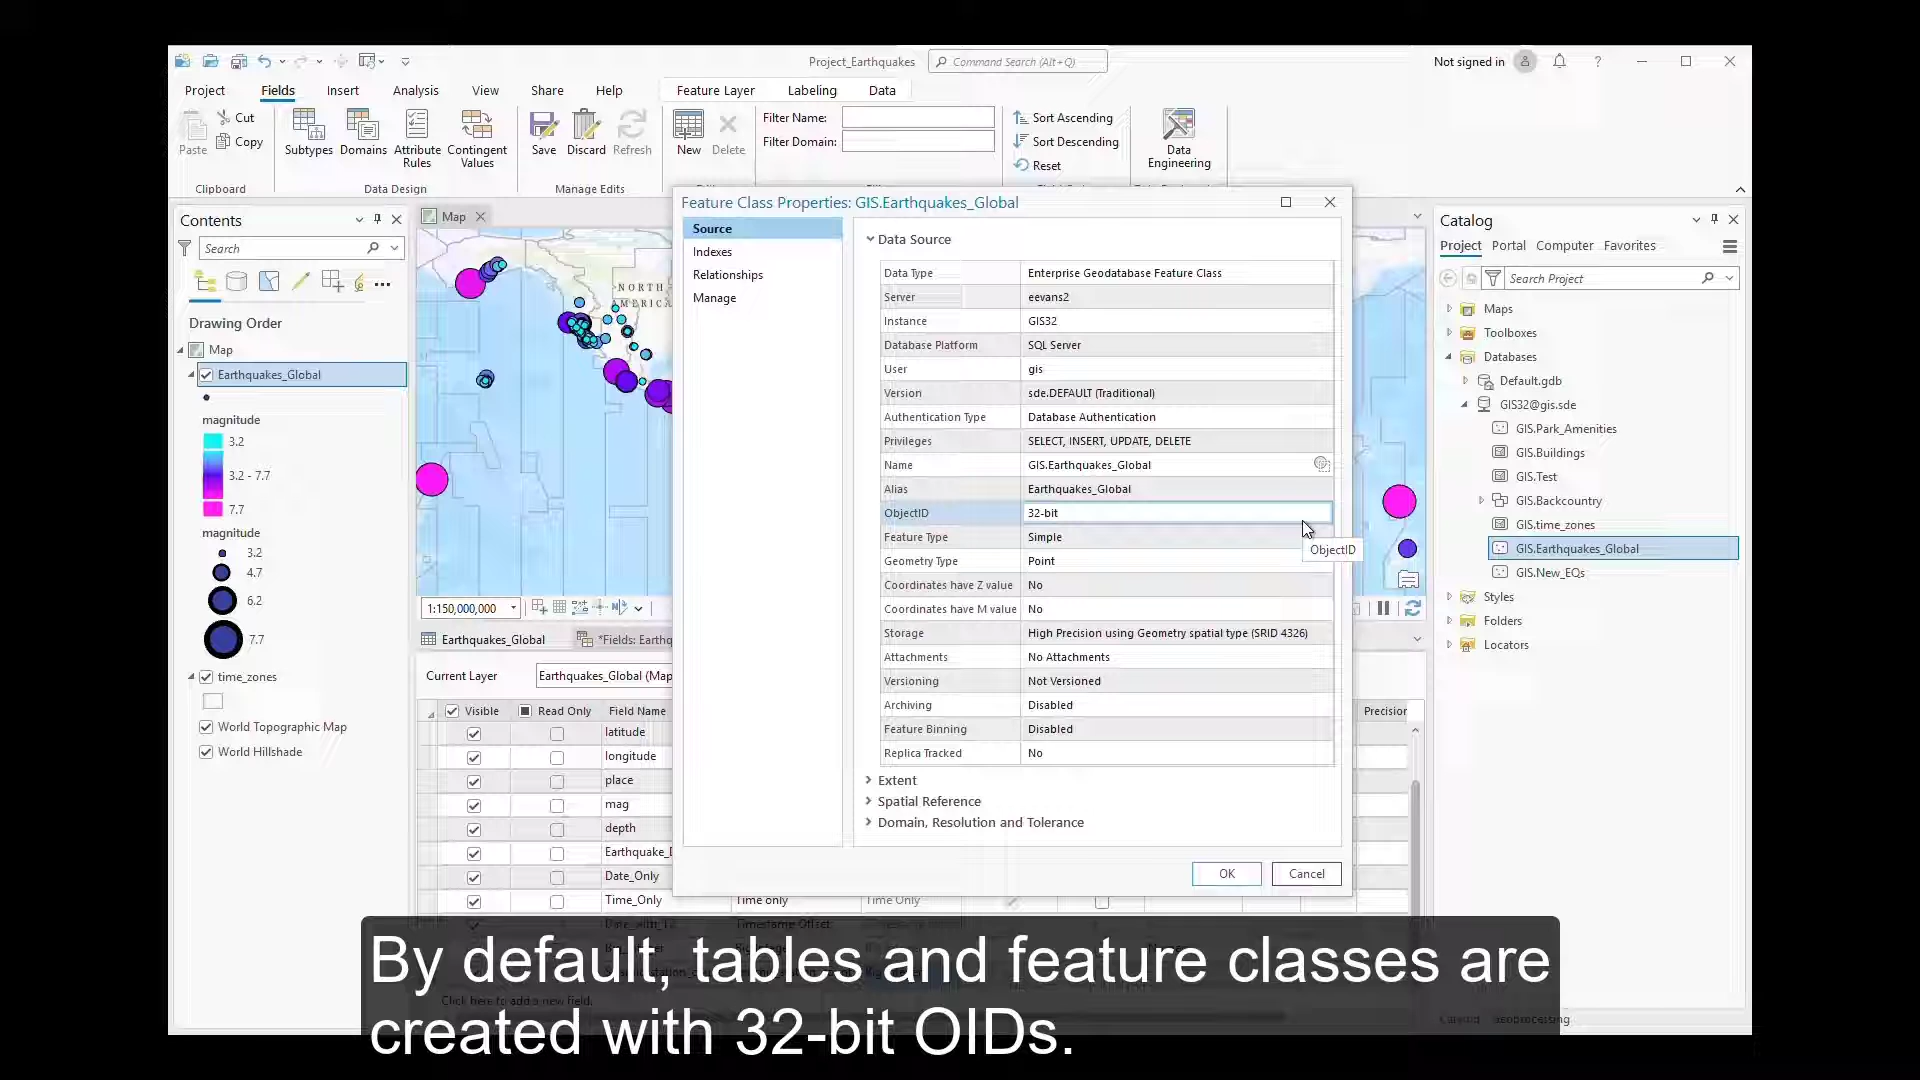 Project_Earthquakes
Command Search (Alt+Q)
Not signed in
?
Project
Fields
Insert
Analysis
View
Share
Help
Feature Layer
Labeling
Data
Paste
Cut
Copy
Clipboard
Subtypes
Domains
Attribute Rules
Contingent Values
Data Design
Save
Discard
Refresh
Manage Edits
New
Delete
Filter Name:
Filter Domain:
Sort Ascending
Sort Descending
Reset
Data Engineering
Contents
Search
Drawing Order
Map
Earthquakes_Global
magnitude
3.2
3.2 - 7.7
7.7
magnitude
3.2
4.7
6.2
7.7
time_zones
World Topographic Map
World Hillshade
Map
NORTH
AMERICA
1:150,000,000
Earthquakes_Global
*Fields: Earthq
Current Layer
Earthquakes_Global (Map
Visible
Read Only
Field Name
Precision
latitude
longitude
place
mag
depth
Earthquake_D
Date_Only
Time_Only
Time only
Time Only
Click here to add a new field.
Feature Class Properties: GIS.Earthquakes_Global
Source
Indexes
Relationships
Manage
Data Source
Data Type Enterprise Geodatabase Feature Class
Server eevans2
Instance GIS32
Database Platform SQL Server
User gis
Version sde.DEFAULT (Traditional)
Authentication Type Database Authentication
Privileges SELECT, INSERT, UPDATE, DELETE
Name GIS.Earthquakes_Global
Alias Earthquakes_Global
ObjectID 32-bit
Feature Type Simple
ObjectID
Geometry Type Point
Coordinates have Z value No
Coordinates have M value No
Storage High Precision using Geometry spatial type (SRID 4326)
Attachments No Attachments
Versioning Not Versioned
Archiving Disabled
Feature Binning Disabled
Replica Tracked No
Extent
Spatial Reference
Domain, Resolution and Tolerance
OK
Cancel
Catalog
Project
Portal
Computer
Favorites
Search Project
Maps
Toolboxes
Databases
Default.gdb
GIS32@gis.sde
GIS.Park_Amenities
GIS.Buildings
GIS.Test
GIS.Backcountry
GIS.time_zones
GIS.Earthquakes_Global
GIS.New_EQs
Styles
Folders
Locators
By default, tables and feature classes are
created with 32-bit OIDs.